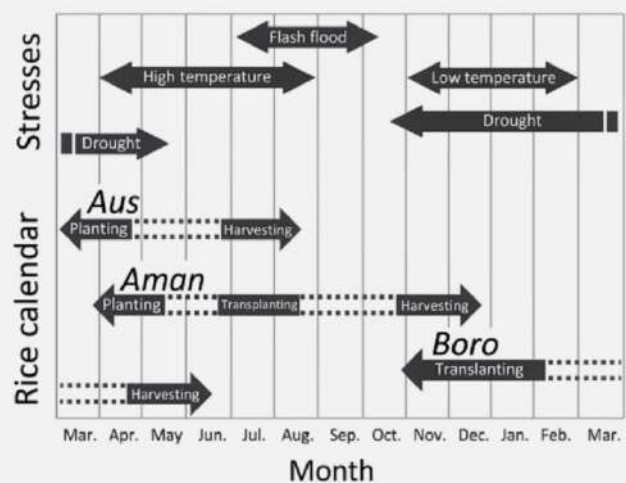 Stresses
Flash flood
High temperature
Low temperature
Drought
Drought
Rice calendar
Aus
Planting
Harvesting
Aman
Planting
Transplanting
Harvesting
Boro
Translanting
Harvesting
Mar. Apr. May Jun. Jul. Aug. Sep. Oct. Nov. Dec. Jan. Feb. Mar.
Month